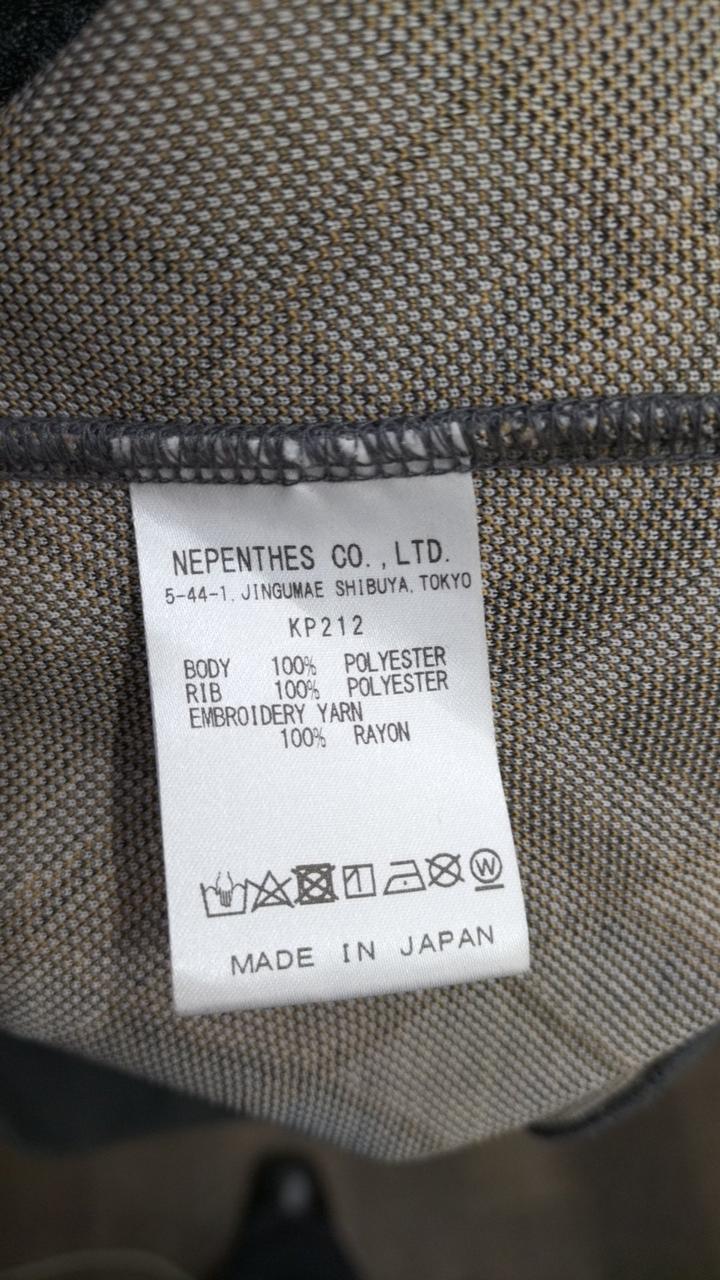 NEPENTHES CO.,LTD.
5-44-1, JINGUMAE SHIBUYA, TOKYO
KP212
BODY 100% POLYESTER
RIB 100% POLYESTER
EMBROIDERY YARN
100% RAYON
W
MADE IN JAPAN